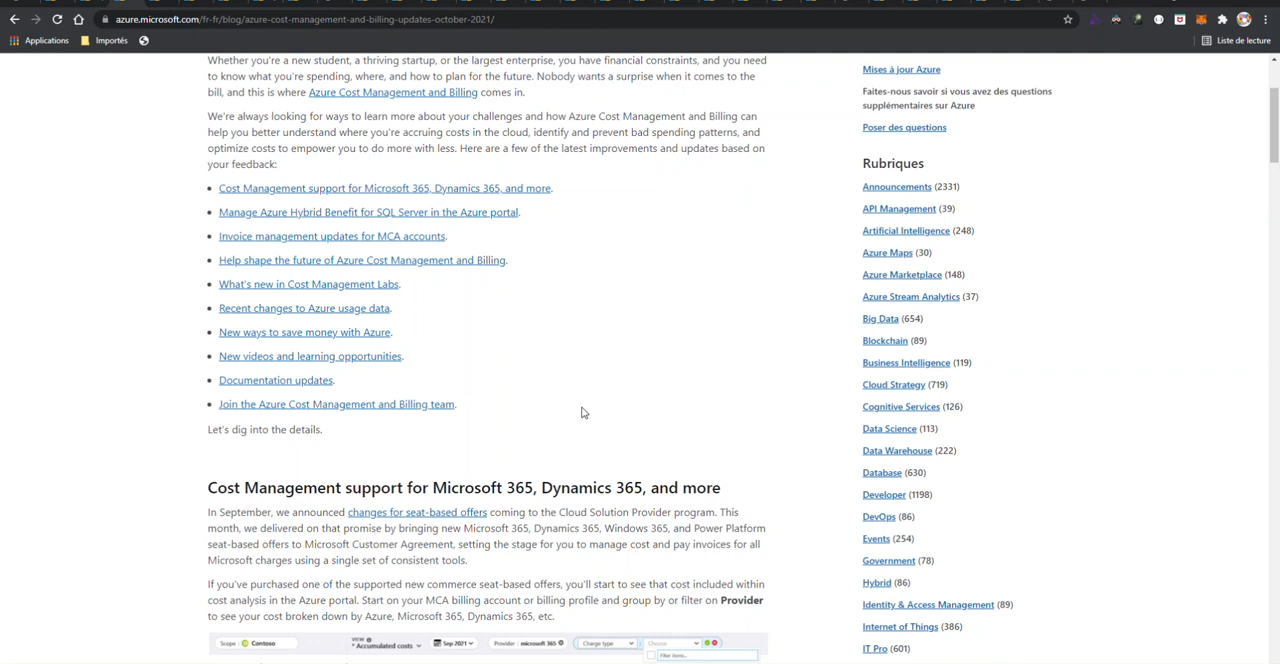 azure.microsoft.com/fr-fr/blog/azure-cost-management-and-billing-updates-october-2021/
Applications
Importés
Liste de lecture
Whether you're a new student, a thriving startup, or the largest enterprise, you have financial constraints, and you need
to know what you're spending, where, and how to plan for the future. Nobody wants a surprise when it comes to the
bill, and this is where Azure Cost Management and Billing comes in.
We're always looking for ways to learn more about your challenges and how Azure Cost Management and Billing can
help you better understand where you're accruing costs in the cloud, identify and prevent bad spending patterns, and
optimize costs to empower you to do more with less. Here are a few of the latest improvements and updates based on
your feedback:
• Cost Management support for Microsoft 365, Dynamics 365, and more.
• Manage Azure Hybrid Benefit for SQL Server in the Azure portal.
• Invoice management updates for MCA accounts.
• Help shape the future of Azure Cost Management and Billing.
• What's new in Cost Management Labs.
• Recent changes to Azure usage data.
• New ways to save money with Azure.
• New videos and learning opportunities.
• Documentation updates.
• Join the Azure Cost Management and Billing team.
Let's dig into the details.
Cost Management support for Microsoft 365, Dynamics 365, and more
In September, we announced changes for seat-based offers coming to the Cloud Solution Provider program. This
month, we delivered on that promise by bringing new Microsoft 365, Dynamics 365, Windows 365, and Power Platform
seat-based offers to Microsoft Customer Agreement, setting the stage for you to manage cost and pay invoices for all
Microsoft charges using a single set of consistent tools.
If you've purchased one of the supported new commerce seat-based offers, you'll start to see that cost included within
cost analysis in the Azure portal. Start on your MCA billing account or billing profile and group by or filter on Provider
to see your cost broken down by Azure, Microsoft 365, Dynamics 365, etc.
Scope : Contoso
VIEW
* Accumulated costs
Sep 2021
Provider : microsoft 365
Charge type
Choose
Filter items...
Mises à jour Azure
Faites-nous savoir si vous avez des questions
supplémentaires sur Azure
Poser des questions
Rubriques
Announcements (2331)
API Management (39)
Artificial Intelligence (248)
Azure Maps (30)
Azure Marketplace (148)
Azure Stream Analytics (37)
Big Data (654)
Blockchain (89)
Business Intelligence (119)
Cloud Strategy (719)
Cognitive Services (126)
Data Science (113)
Data Warehouse (222)
Database (630)
Developer (1198)
DevOps (86)
Events (254)
Government (78)
Hybrid (86)
Identity & Access Management (89)
Internet of Things (386)
IT Pro (601)